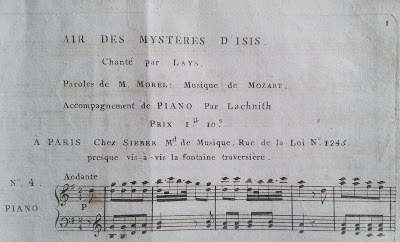 1
AIR DES MYSTERES D'ISIS.
Chanté par LAYS.
Paroles de M. MOREL: Musique de MOZART.
Accompagnement de PIANO Par Lachnith
PRIX 1.tt 10.s
A PARIS Chez SIEBER M.d de Musique, Rue de la Loi N.o 1245.
presque vis-à-vis la fontaine traversière.
N.o 4.
Andante
PIANO
P